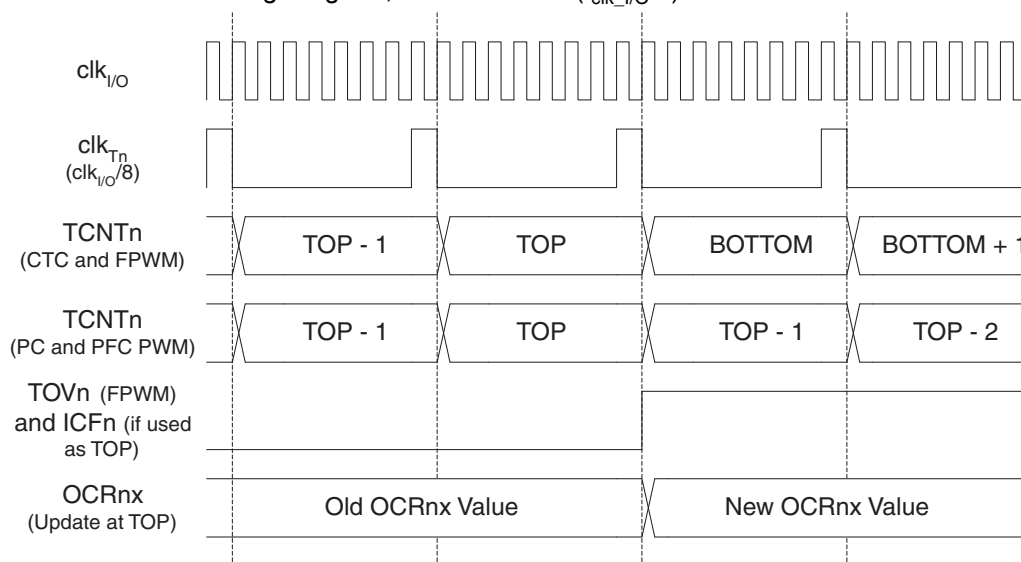 clk_I/O
clk_Tn
(clk_I/O/8)
TCNTn
(CTC and FPWM)
TOP - 1
TOP
BOTTOM
BOTTOM + 1
TCNTn
(PC and PFC PWM)
TOP - 1
TOP
TOP - 1
TOP - 2
TOVn (FPWM)
and ICFn (if used
as TOP)
OCRnx
(Update at TOP)
Old OCRnx Value
New OCRnx Value